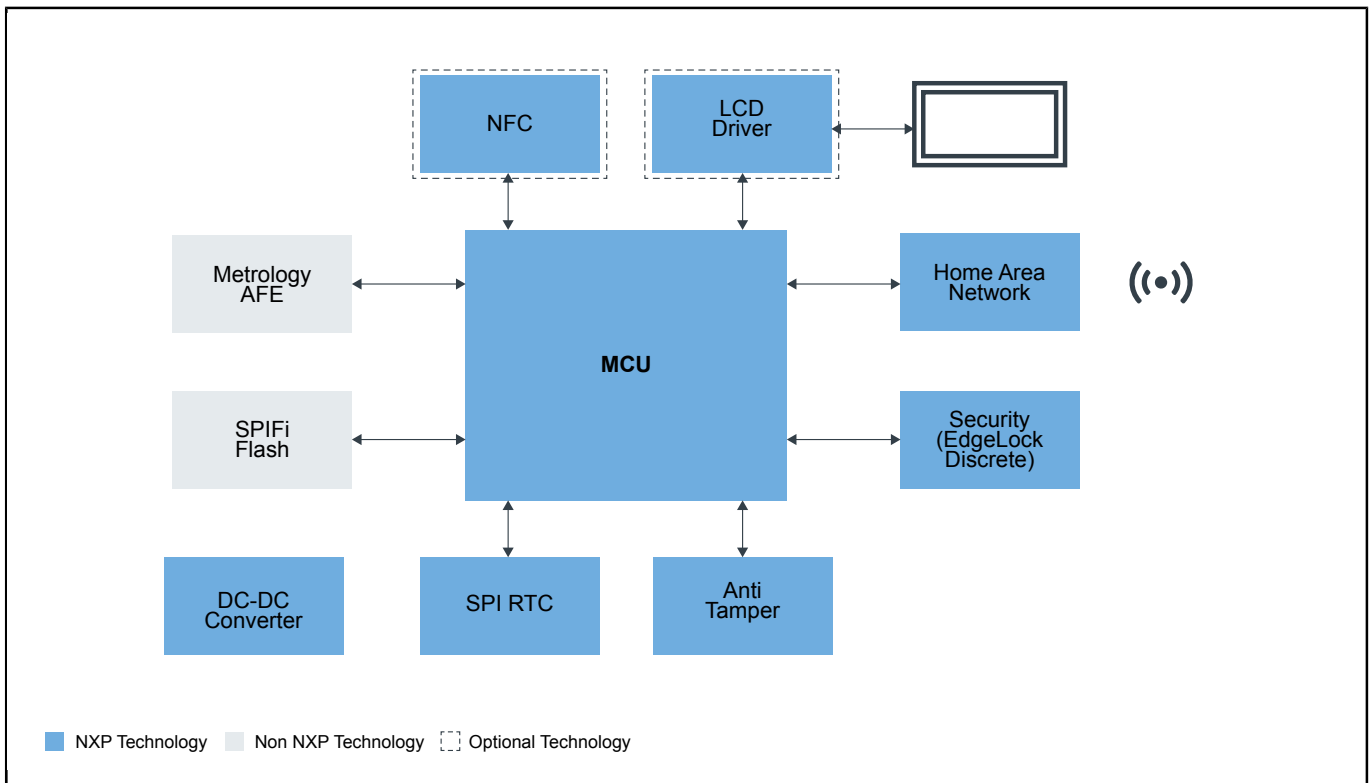 NFC
LCD
Driver
Metrology
AFE
Home Area
Network
MCU
SPIFi
Flash
Security
(EdgeLock
Discrete)
DC-DC
Converter
SPI RTC
Anti
Tamper
NXP Technology
Non NXP Technology
Optional Technology